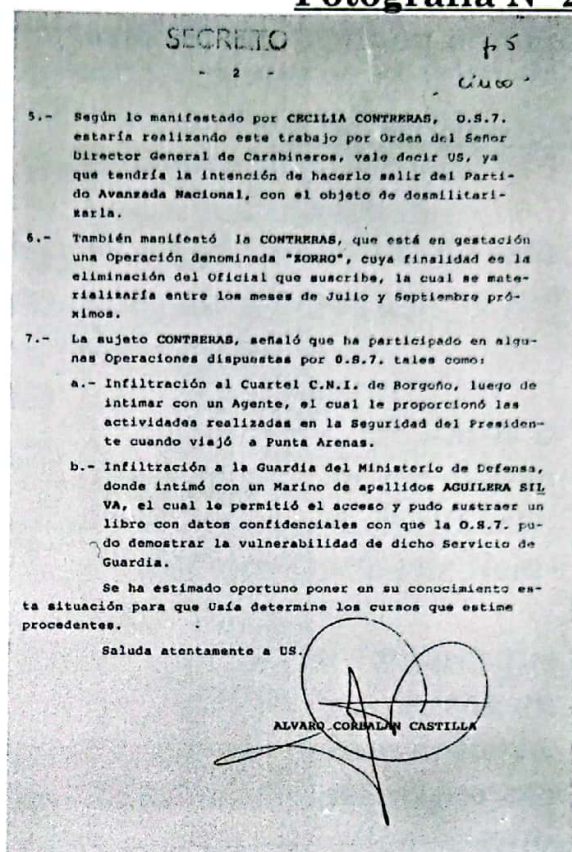 Fotografía N° 2
SECRETO
f 5
- 2 -
cinco -
5.- Según lo manifestado por CECILIA CONTRERAS, O.S.7.
estaría realizando este trabajo por Orden del Señor
Director General de Carabineros, vale decir US, ya
que tendría la intención de hacerlo salir del Parti-
do Avanzada Nacional, con el objeto de desmilitari-
zarla.
6.- También manifestó la CONTRERAS, que está en gestación
una Operación denominada "ZORRO", cuya finalidad es la
eliminación del Oficial que suscribe, la cual se mate-
rializaría entre los meses de Julio y Septiembre pró-
ximos.
7.- La sujeto CONTRERAS, señaló que ha participado en algu-
nas Operaciones dispuestas por O.S.7. tales como:
a.- Infiltración al Cuartel C.N.I. de Borgoño, luego de
intimar con un Agente, el cual le proporcionó las
actividades realizadas en la Seguridad del Presiden-
te cuando viajó a Punta Arenas.
b.- Infiltración a la Guardia del Ministerio de Defensa,
donde intimó con un Marino de apellidos AGUILERA SIL
VA, el cual le permitió el acceso y pudo sustraer un
libro con datos confidenciales con que la O.S.7. pu-
do demostrar la vulnerabilidad de dicho Servicio de
Guardia.
Se ha estimado oportuno poner en su conocimiento es-
ta situación para que Usía determine los cursos que estime
procedentes.
Saluda atentamente a US.
ALVARO CORBALAN CASTILLA